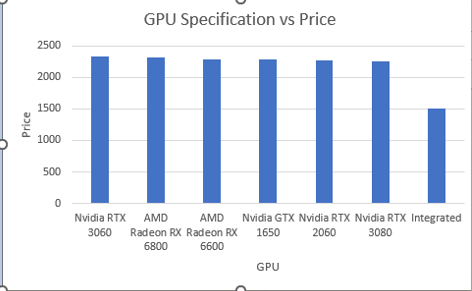 GPU Specification vs Price
2500
2000
1500
1000
500
0
Price
Nvidia RTX
3060
AMD
Radeon RX
6800
AMD
Radeon RX
6600
Nvidia GTX
1650
Nvidia RTX
2060
Nvidia RTX
3080
Integrated
GPU